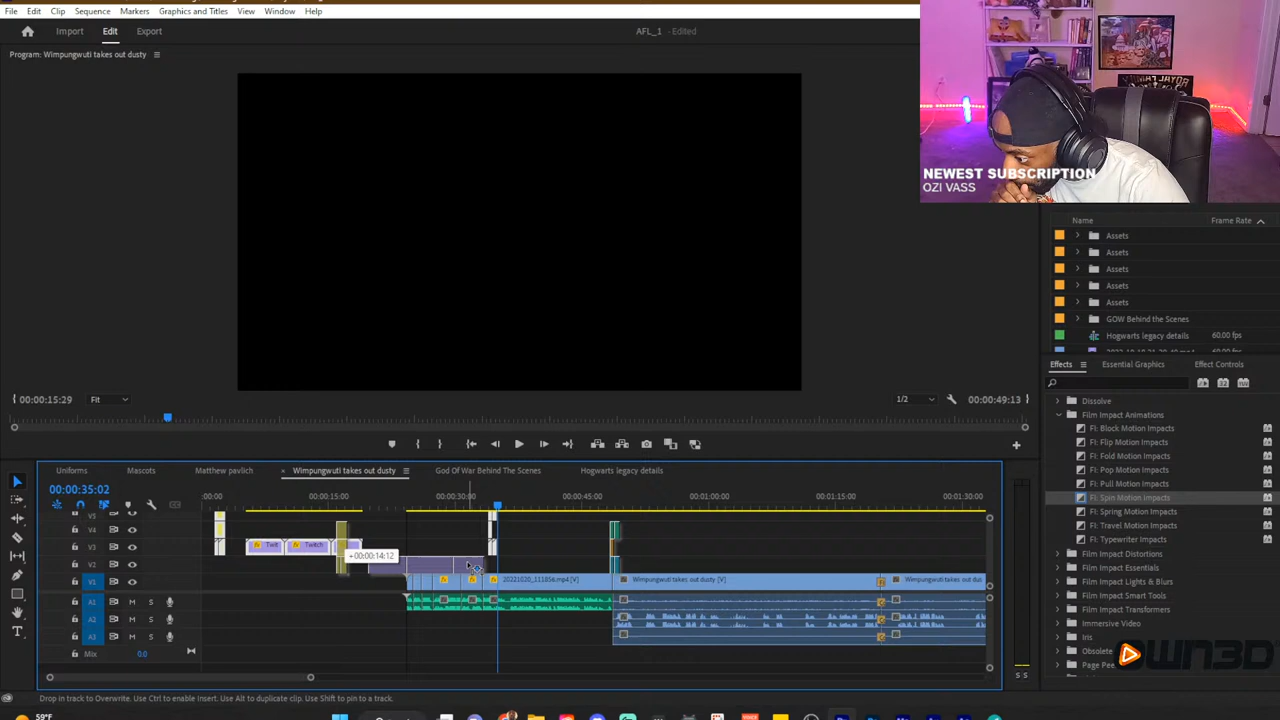 File Edit Clip Sequence Markers Graphics and Titles View Window Help
Import Edit Export
AFL_1 - Edited
Program: Wimpungwuti takes out dusty
NEWEST SUBSCRIPTION
OZI VASS
Name Frame Rate
Assets
Assets
Assets
Assets
Assets
GOW Behind the Scenes
Hogwarts legacy details 60.00 fps
00:00:15:29 Fit 1/2 00:00:49:13
Effects Essential Graphics Effect Controls
Dissolve
Film Impact Animations
FI: Block Motion Impacts
FI: Flip Motion Impacts
FI: Fold Motion Impacts
FI: Pop Motion Impacts
FI: Pull Motion Impacts
FI: Spin Motion Impacts
FI: Spring Motion Impacts
FI: Travel Motion Impacts
FI: Typewriter Impacts
Film Impact Distortions
Film Impact Essentials
Film Impact Lights & Blurs
Film Impact Smart Tools
Film Impact Transformers
Immersive Video
Iris
Obsolete
Page Peel
OWN3D
Uniforms Mascots Matthew pavlich × Wimpungwuti takes out dusty God Of War Behind The Scenes Hogwarts legacy details
00:00:35:02
:00:00 00:00:15:00 00:00:30:00 00:00:45:00 00:01:00:00 00:01:15:00 00:01:30:00
V5
V4
V3 Twit Twitch
+00:00:14:12
V2
V1 Wimpungwuti takes out dusty [V] Wimpungwuti takes out dus
A1 M S
A2 M S
A3 M S
Mix 0.0
S S
Drop in track to Overwrite. Use Ctrl to enable Insert. Use Alt to duplicate clip. Use Shift to pin to a track.
59°F